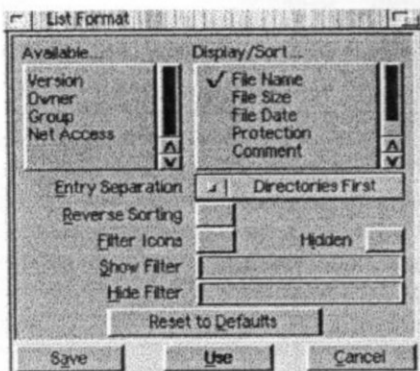 List Format
Available... Display/Sort...
Version
Owner
Group
Net Access
File Name
File Size
File Date
Protection
Comment
Entry Separation Directories First
Reverse Sorting
Filter Icons Hidden
Show Filter
Hide Filter
Reset to Defaults
Save Use Cancel